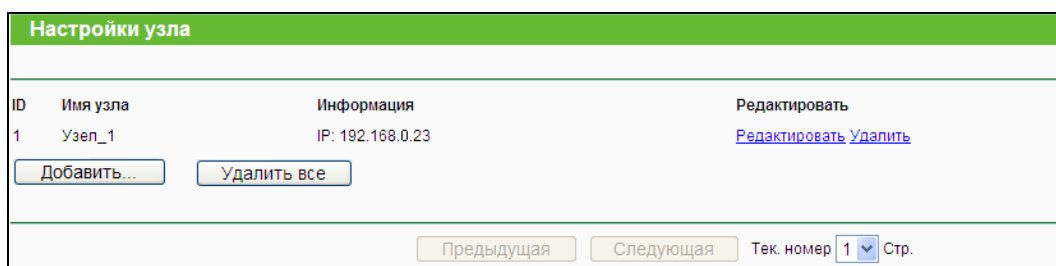 Настройки узла
ID Имя узла Информация Редактировать
1 Узел_1 IP: 192.168.0.23 Редактировать Удалить
Добавить... Удалить все
Предыдущая Следующая Тек. номер 1 Стр.